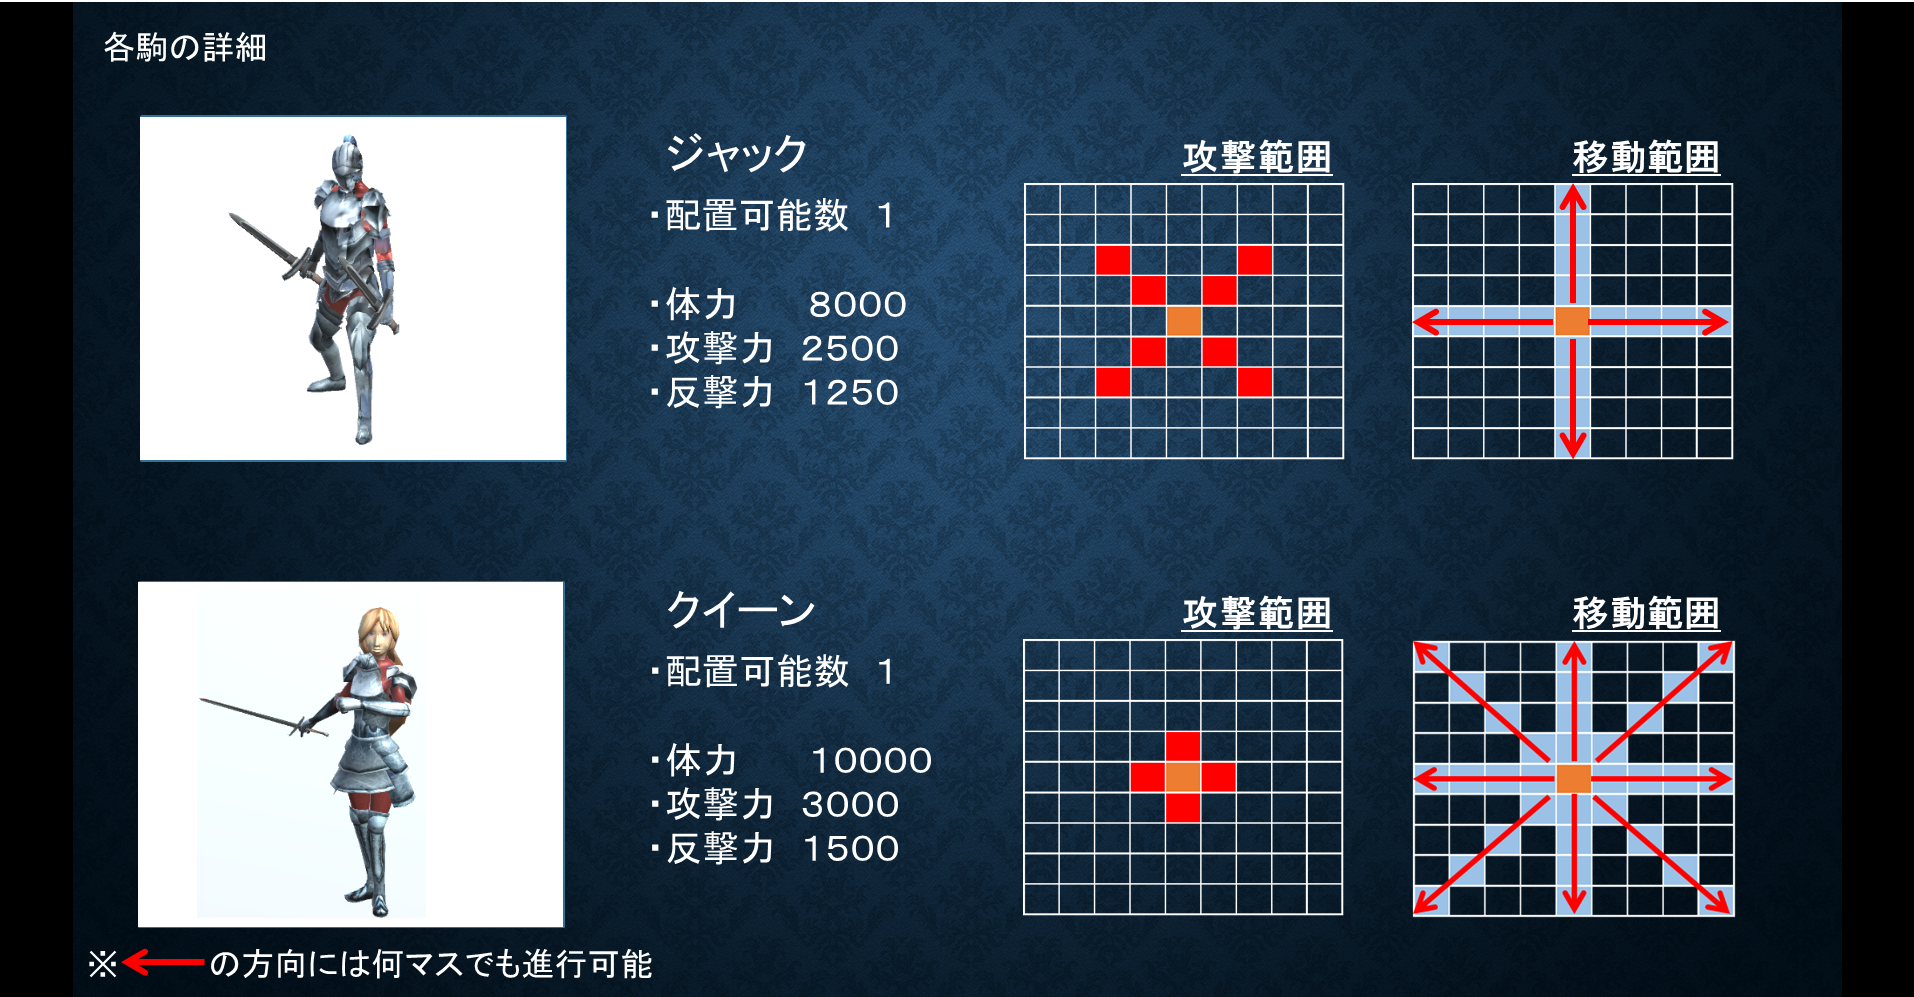 各駒の詳細
ジャック
・配置可能数　１
・体力　　８０００
・攻撃力　２５００
・反撃力　１２５０
攻撃範囲
移動範囲
クイーン
・配置可能数　１
・体力　　１００００
・攻撃力　３０００
・反撃力　１５００
攻撃範囲
移動範囲
※←の方向には何マスでも進行可能